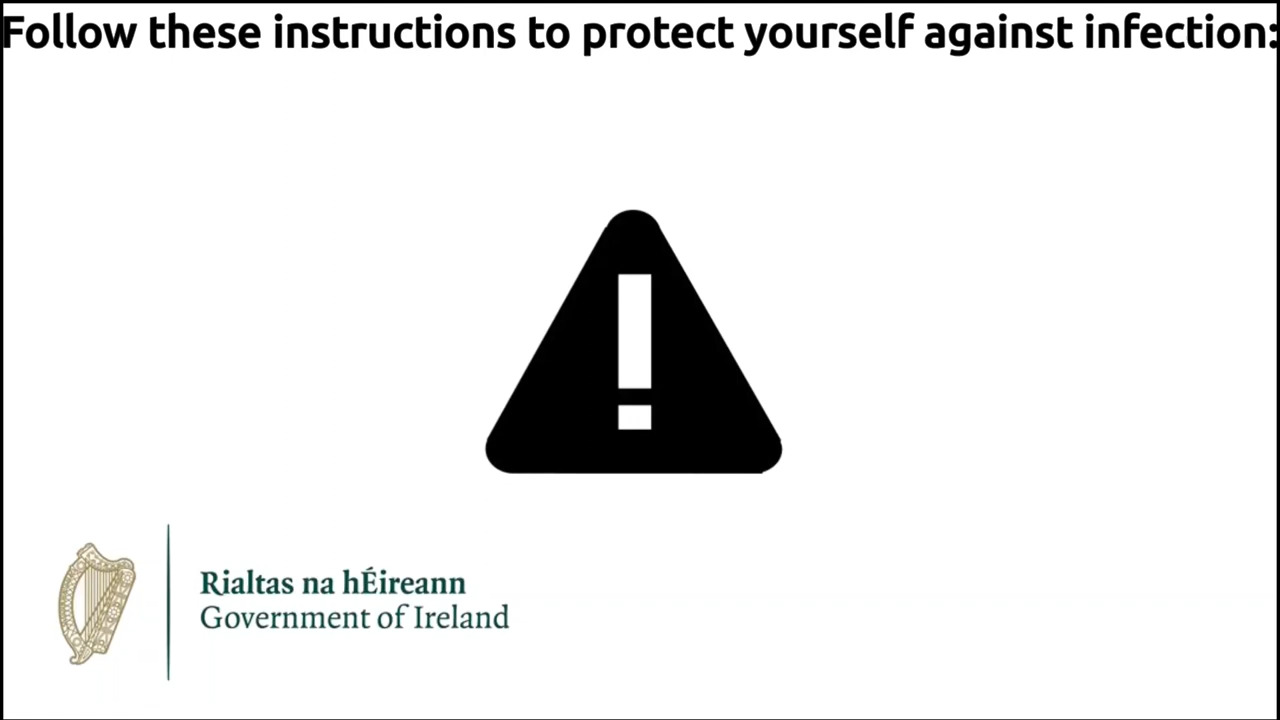 Follow these instructions to protect yourself against infection:
Rialtas na hÉireann
Government of Ireland